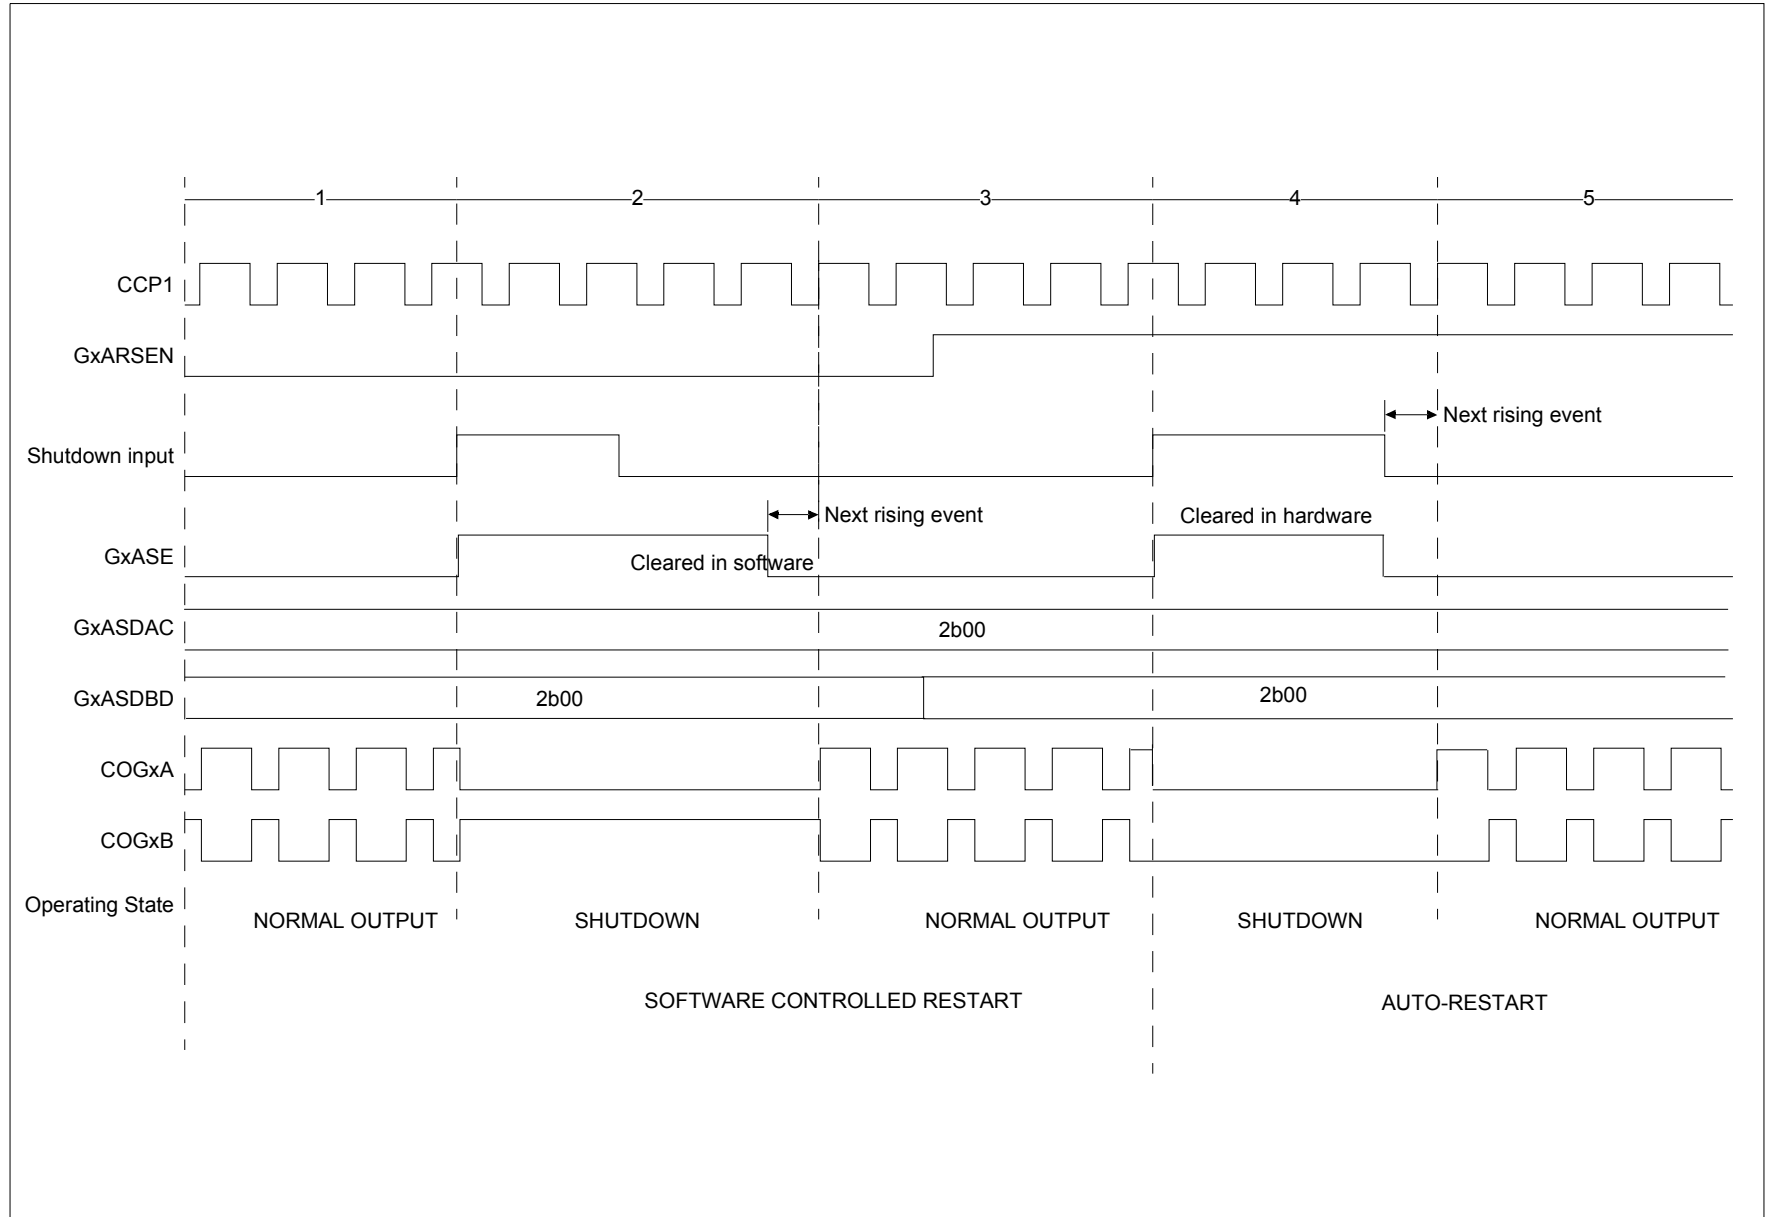 1 2 3 4 5
CCP1
GxARSEN
Next rising event
Shutdown input
Next rising event
Cleared in hardware
GxASE
Cleared in software
GxASDAC
2b00
GxASDBD
2b00
2b00
COGxA
COGxB
Operating State
NORMAL OUTPUT SHUTDOWN NORMAL OUTPUT SHUTDOWN NORMAL OUTPUT
SOFTWARE CONTROLLED RESTART
AUTO-RESTART